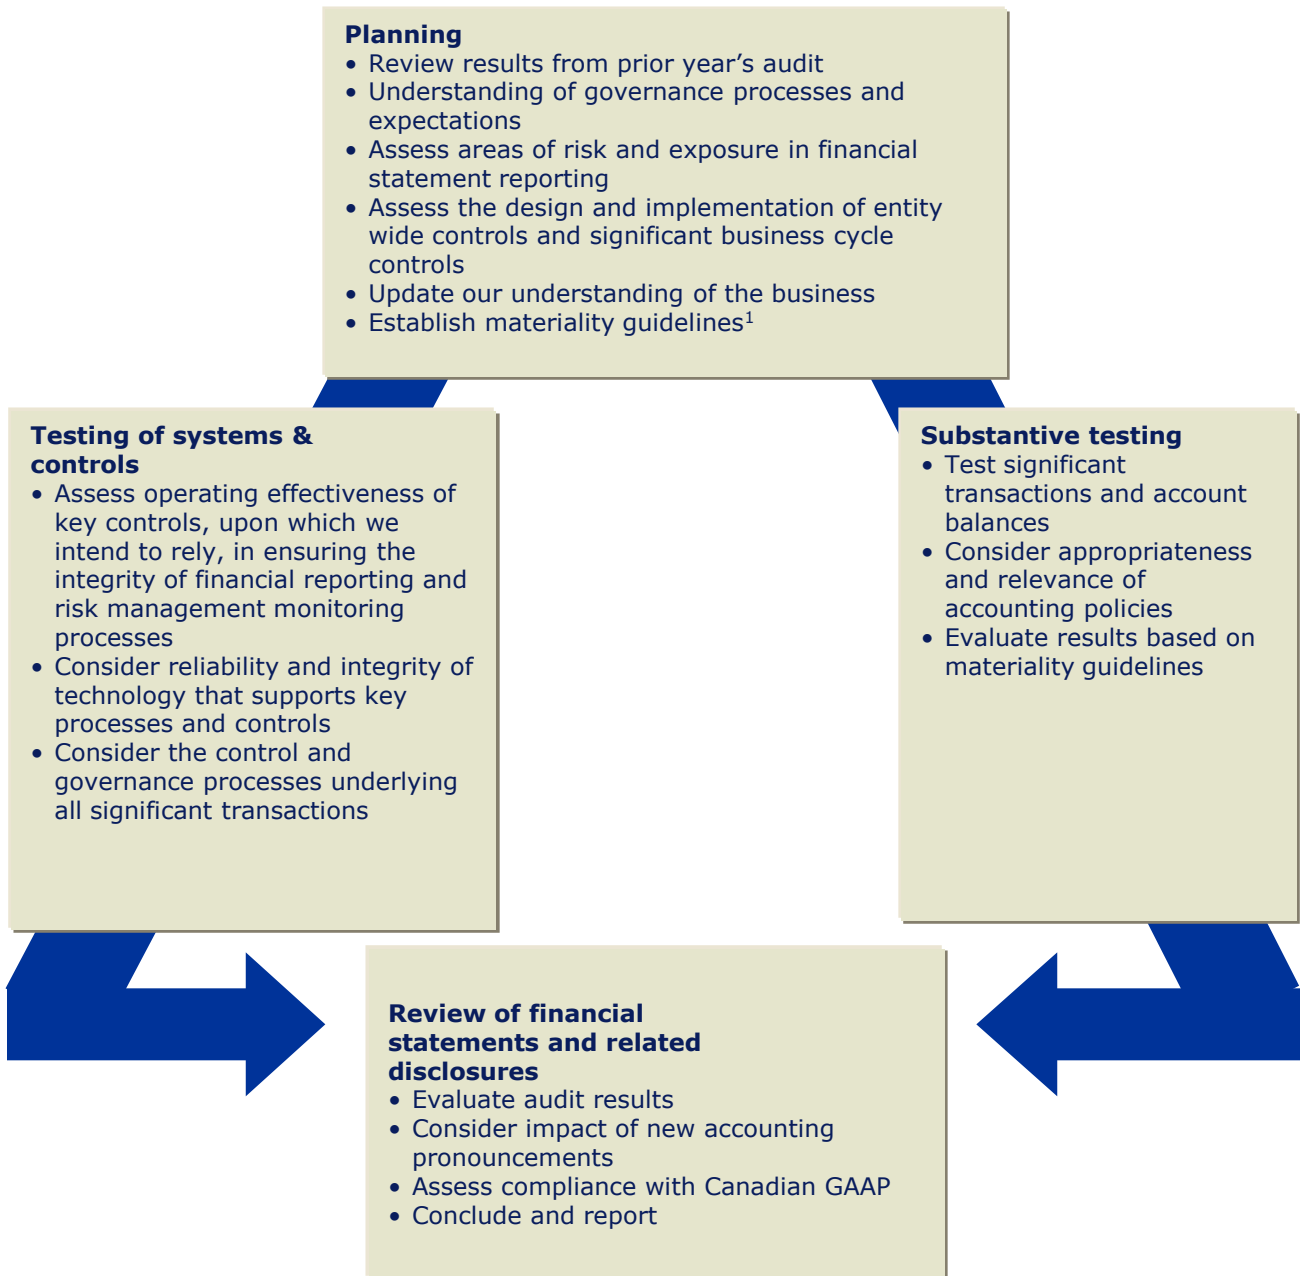 Planning
• Review results from prior year’s audit
• Understanding of governance processes and
expectations
• Assess areas of risk and exposure in financial
statement reporting
• Assess the design and implementation of entity
wide controls and significant business cycle
controls
• Update our understanding of the business
• Establish materiality guidelines¹
Testing of systems &
controls
• Assess operating effectiveness of
key controls, upon which we
intend to rely, in ensuring the
integrity of financial reporting and
risk management monitoring
processes
• Consider reliability and integrity of
technology that supports key
processes and controls
• Consider the control and
governance processes underlying
all significant transactions
Substantive testing
• Test significant
transactions and account
balances
• Consider appropriateness
and relevance of
accounting policies
• Evaluate results based on
materiality guidelines
Review of financial
statements and related
disclosures
• Evaluate audit results
• Consider impact of new accounting
pronouncements
• Assess compliance with Canadian GAAP
• Conclude and report